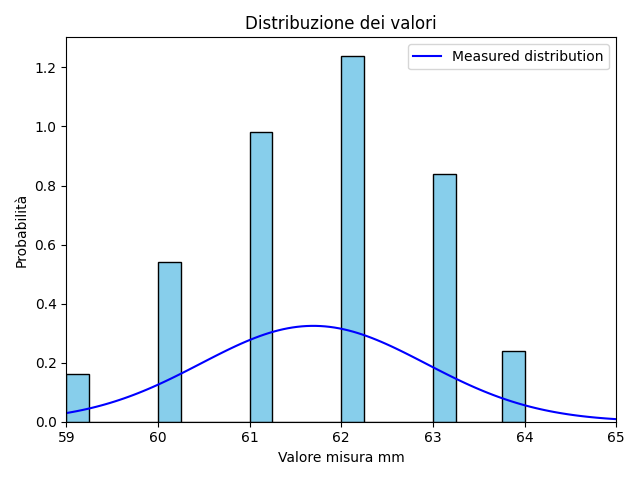 Distribuzione dei valori
Measured distribution
1.2
1.0
0.8
0.6
0.4
0.2
0.0
Probabilità
59 60 61 62 63 64 65
Valore misura mm